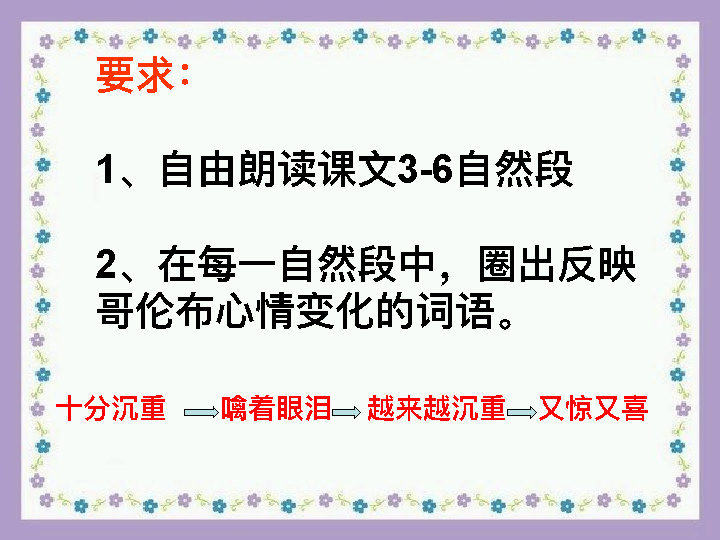 要求：
1、自由朗读课文3-6自然段
2、在每一自然段中，圈出反映
哥伦布心情变化的词语。
十分沉重 噙着眼泪 越来越沉重 又惊又喜